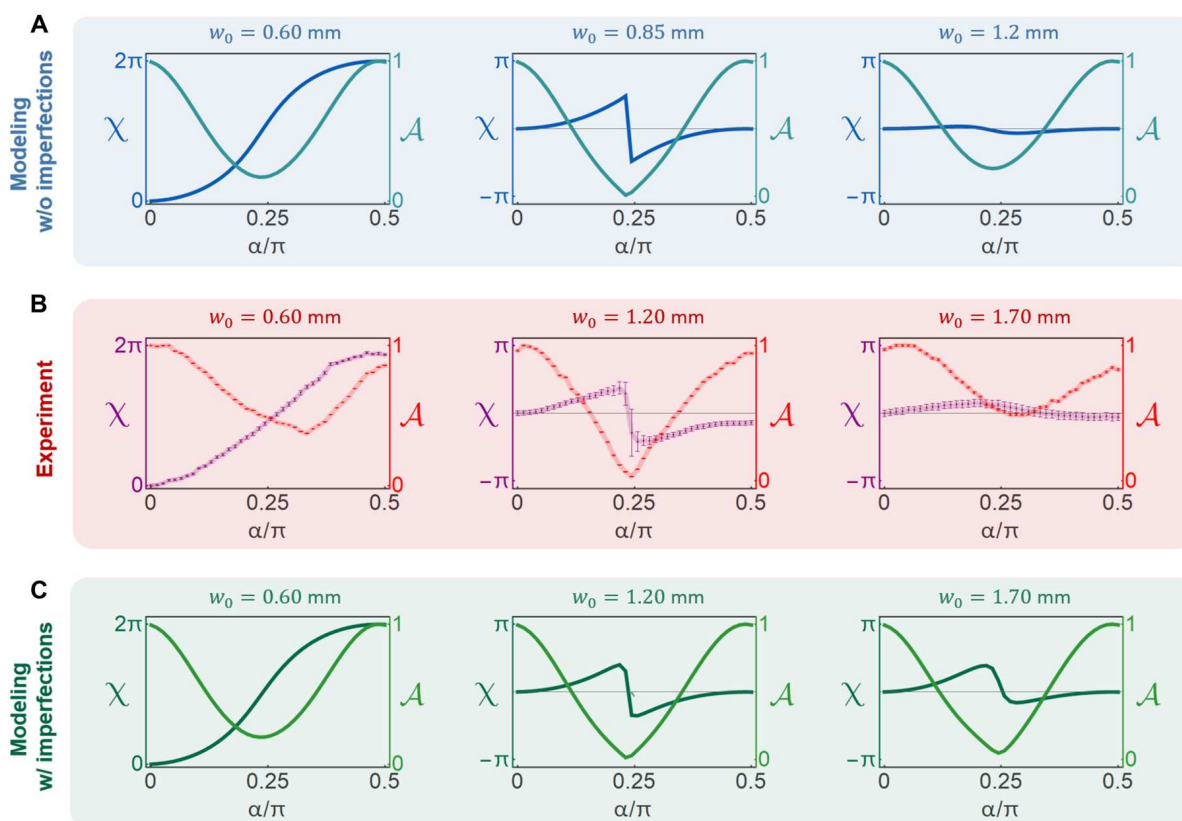 A
Modeling
w/o imperfections
w₀ = 0.60 mm
2π
χ
0
1
𝒜
0
0 0.25 0.5
α/π
w₀ = 0.85 mm
π
χ
−π
1
𝒜
0
0 0.25 0.5
α/π
w₀ = 1.2 mm
π
χ
−π
1
𝒜
0
0 0.25 0.5
α/π
B
Experiment
w₀ = 0.60 mm
2π
χ
0
1
𝒜
0
0 0.25 0.5
α/π
w₀ = 1.20 mm
π
χ
−π
1
𝒜
0
0 0.25 0.5
α/π
w₀ = 1.70 mm
π
χ
−π
1
𝒜
0
0 0.25 0.5
α/π
C
Modeling
w/ imperfections
w₀ = 0.60 mm
2π
χ
0
1
𝒜
0
0 0.25 0.5
α/π
w₀ = 1.20 mm
π
χ
−π
1
𝒜
0
0 0.25 0.5
α/π
w₀ = 1.70 mm
π
χ
−π
1
𝒜
0
0 0.25 0.5
α/π